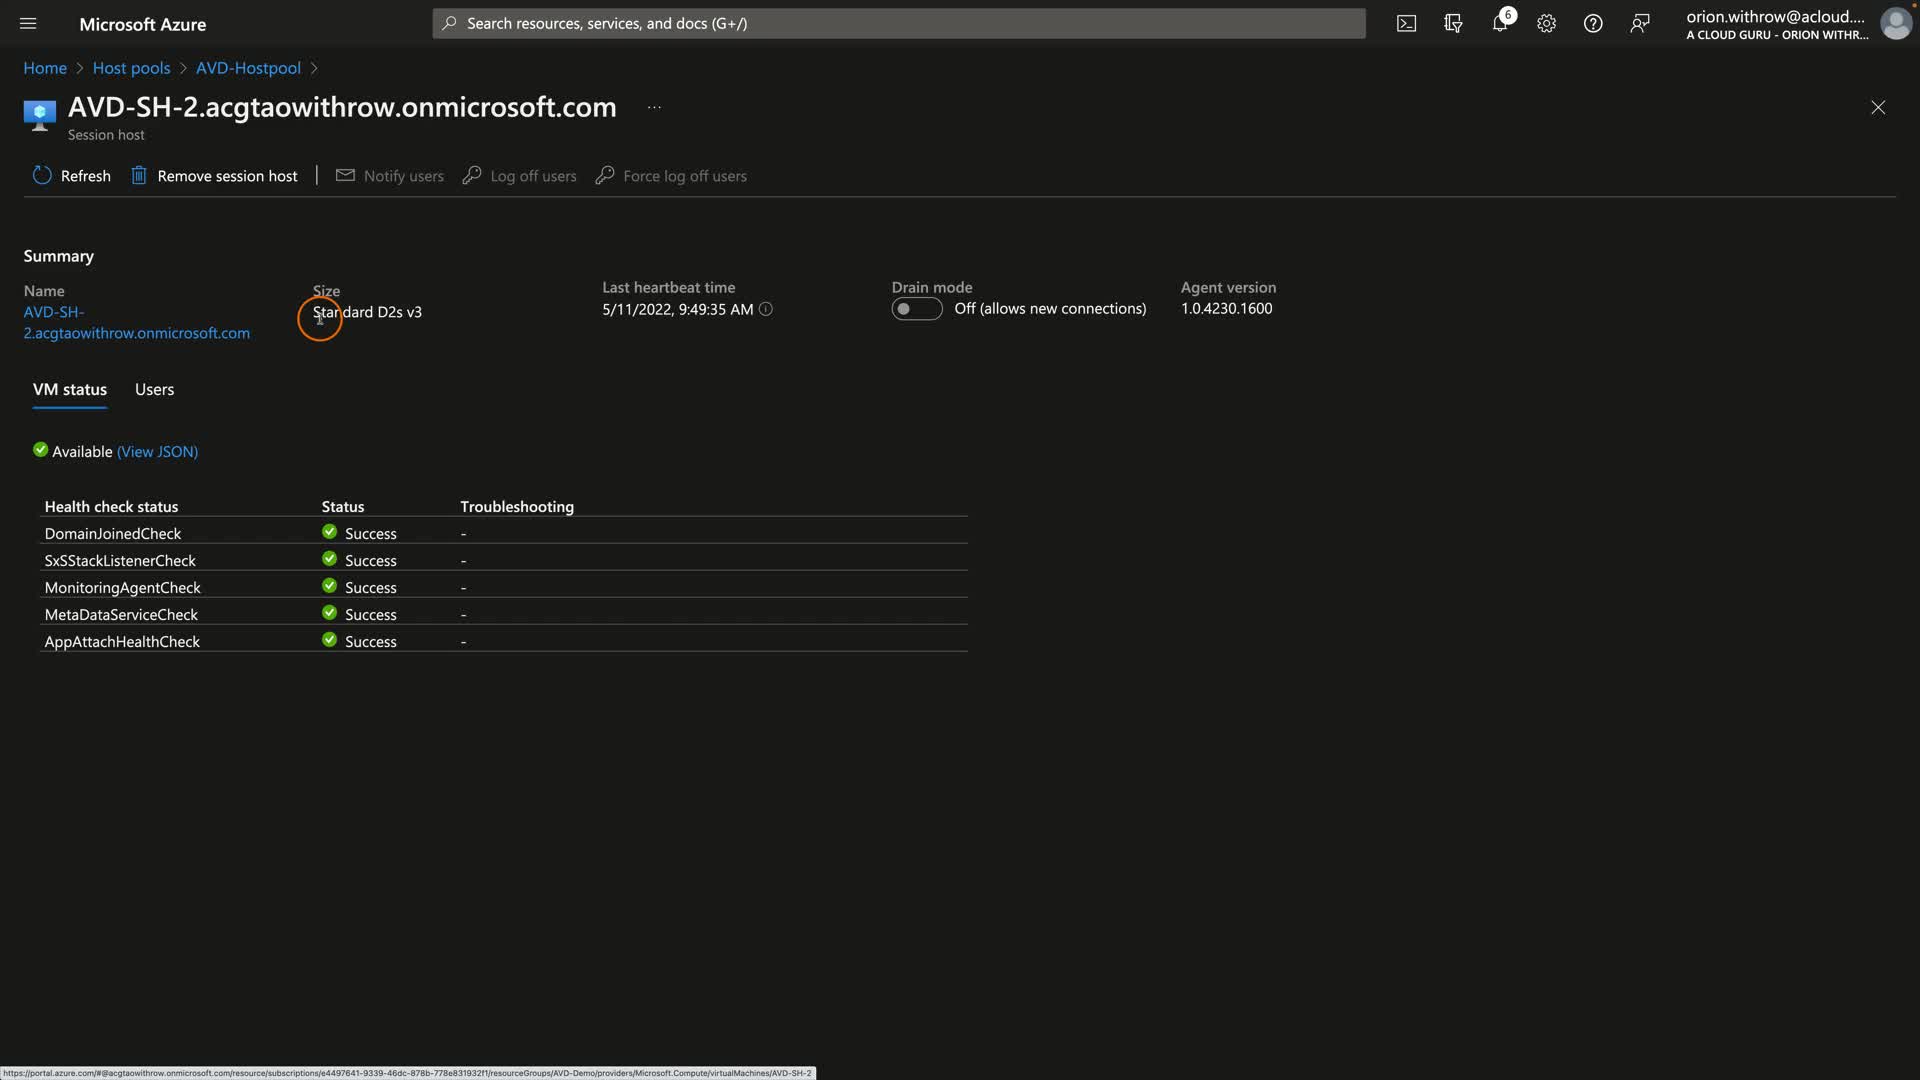 Microsoft Azure
Search resources, services, and docs (G+/)
6
orion.withrow@acloud....
A CLOUD GURU - ORION WITHR...
Home > Host pools > AVD-Hostpool >
AVD-SH-2.acgtaowithrow.onmicrosoft.com ...
Session host
Refresh Remove session host | Notify users Log off users Force log off users
Summary
Name
AVD-SH-
2.acgtaowithrow.onmicrosoft.com
Size
Standard D2s v3
Last heartbeat time
5/11/2022, 9:49:35 AM
Drain mode
Off (allows new connections)
Agent version
1.0.4230.1600
VM status Users
Available (View JSON)
Health check status Status Troubleshooting
DomainJoinedCheck Success -
SxSStackListenerCheck Success -
MonitoringAgentCheck Success -
MetaDataServiceCheck Success -
AppAttachHealthCheck Success -
https://portal.azure.com/#@acgtaowithrow.onmicrosoft.com/resource/subscriptions/e4497641-9339-46dc-878b-778e831932f1/resourceGroups/AVD-Demo/providers/Microsoft.Compute/virtualMachines/AVD-SH-2